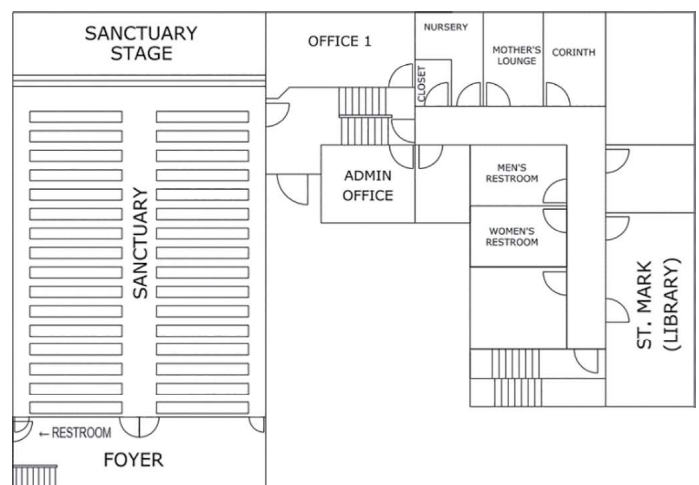 SANCTUARY
STAGE
OFFICE 1
NURSERY
MOTHER'S
LOUNGE
CORINTH
CLOSET
ADMIN
OFFICE
MEN'S
RESTROOM
WOMEN'S
RESTROOM
SANCTUARY
ST. MARK
(LIBRARY)
← RESTROOM
FOYER